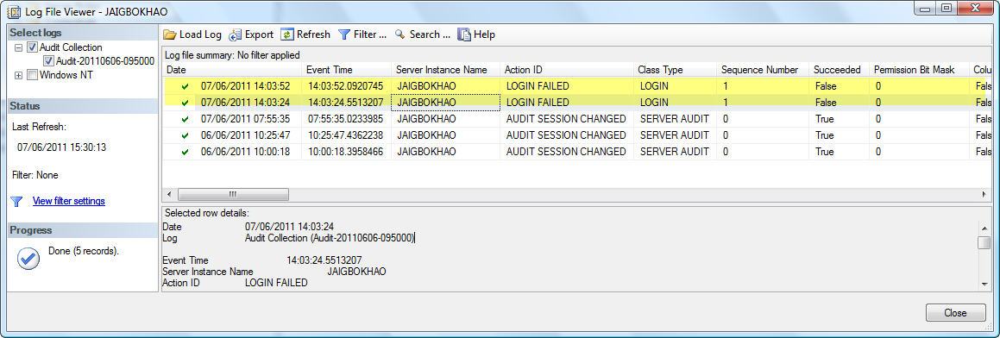 Log File Viewer - JAIGBOKHAO
Select logs
Audit Collection
Audit-20110606-095000
Windows NT
Status
Last Refresh:
07/06/2011 15:30:13
Filter: None
View filter settings
Progress
Done (5 records).
Load Log Export Refresh Filter ... Search ... Help
Log file summary: No filter applied
Date Event Time Server Instance Name Action ID Class Type Sequence Number Succeeded Permission Bit Mask Colu
07/06/2011 14:03:52 14:03:52.0920745 JAIGBOKHAO LOGIN FAILED LOGIN 1 False 0 Fals
07/06/2011 14:03:24 14:03:24.5513207 JAIGBOKHAO LOGIN FAILED LOGIN 1 False 0 Fals
07/06/2011 07:55:35 07:55:35.0233985 JAIGBOKHAO AUDIT SESSION CHANGED SERVER AUDIT 0 True 0 Fals
06/06/2011 10:25:47 10:25:47.4362238 JAIGBOKHAO AUDIT SESSION CHANGED SERVER AUDIT 0 True 0 Fals
06/06/2011 10:00:18 10:00:18.3958466 JAIGBOKHAO AUDIT SESSION CHANGED SERVER AUDIT 0 True 0 Fals
Selected row details:
Date 07/06/2011 14:03:24
Log Audit Collection (Audit-20110606-095000)
Event Time 14:03:24.5513207
Server Instance Name JAIGBOKHAO
Action ID LOGIN FAILED
Close